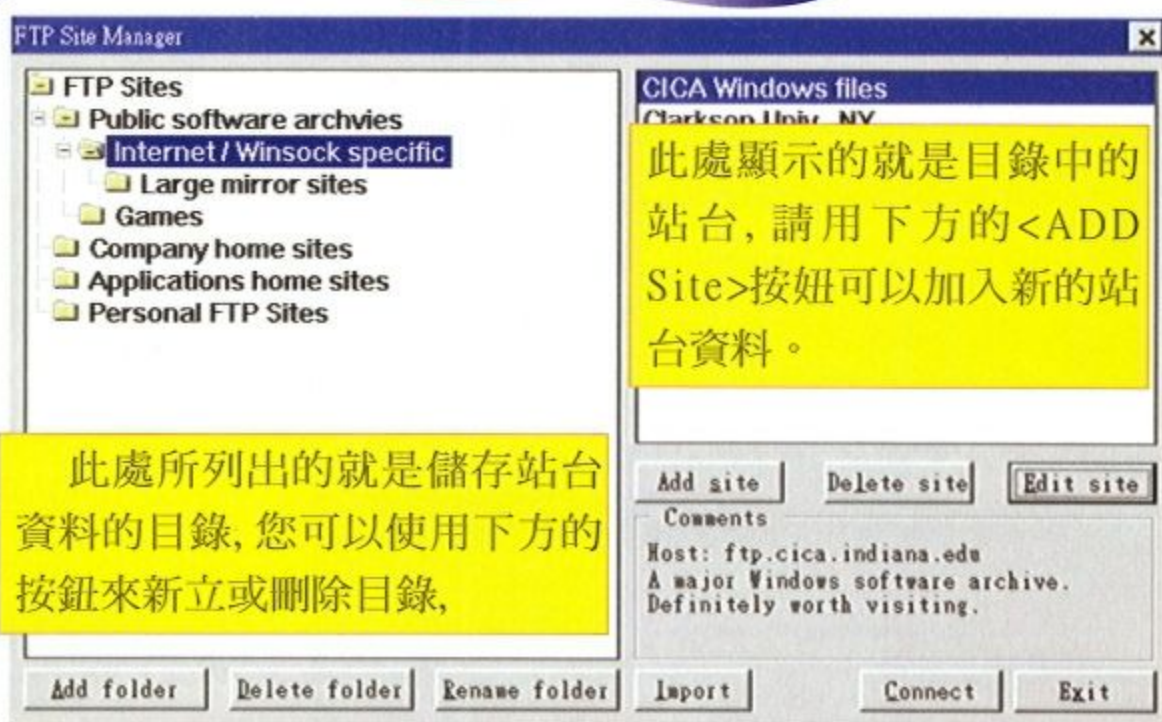 FTP Site Manager
FTP Sites
Public software archvies
Internet / Winsock specific
Large mirror sites
Games
Company home sites
Applications home sites
Personal FTP Sites
此處所列出的就是儲存站台
資料的目錄, 您可以使用下方的
按鈕來新立或刪除目錄,
Add folder
Delete folder
Rename folder
CICA Windows files
Clarkson Univ., NY
此處顯示的就是目錄中的
站台, 請用下方的<ADD
Site>按妞可以加入新的站
台資料。
Add site
Delete site
Edit site
Comments
Host: ftp.cica.indiana.edu
A major Windows software archive.
Definitely worth visiting.
Import
Connect
Exit